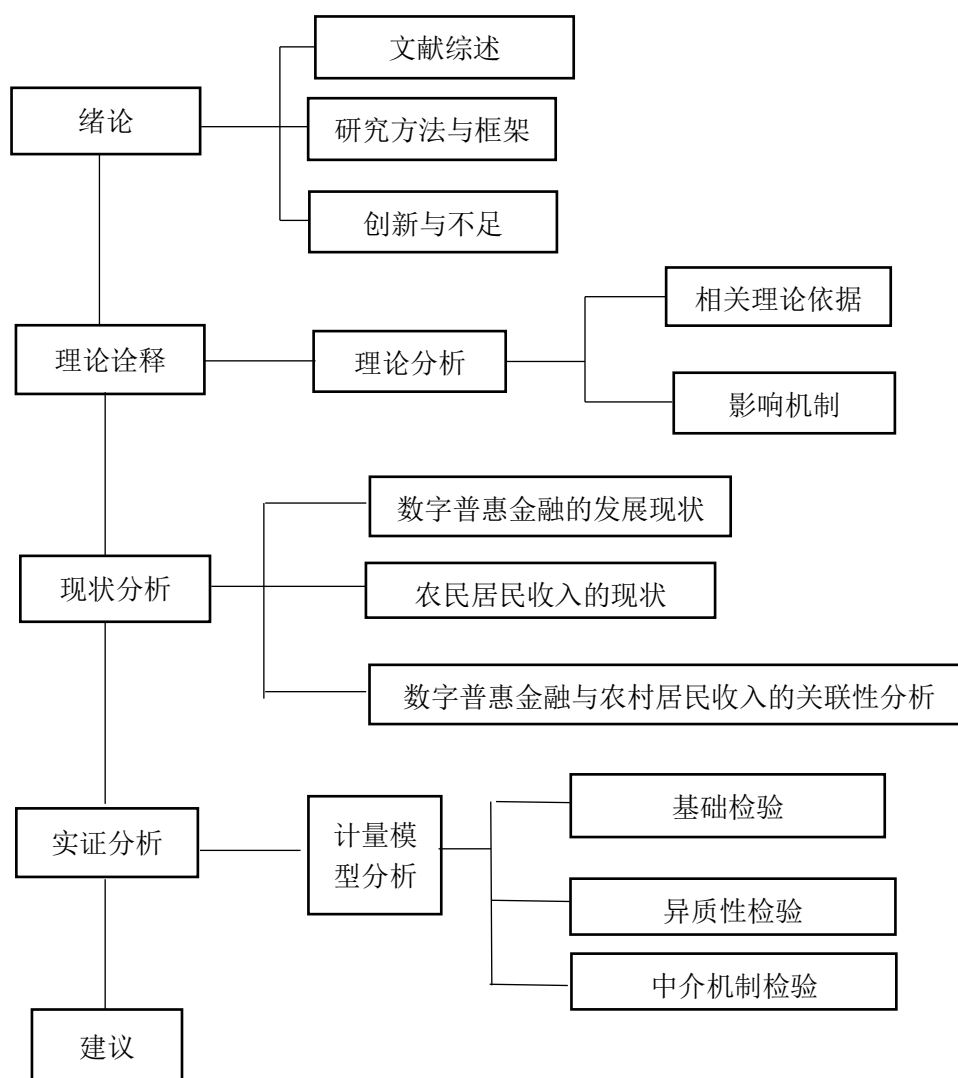 文献综述
绪论
研究方法与框架
创新与不足
相关理论依据
理论诠释
理论分析
影响机制
数字普惠金融的发展现状
现状分析
农民居民收入的现状
数字普惠金融与农村居民收入的关联性分析
基础检验
实证分析
计量模
型分析
异质性检验
中介机制检验
建议